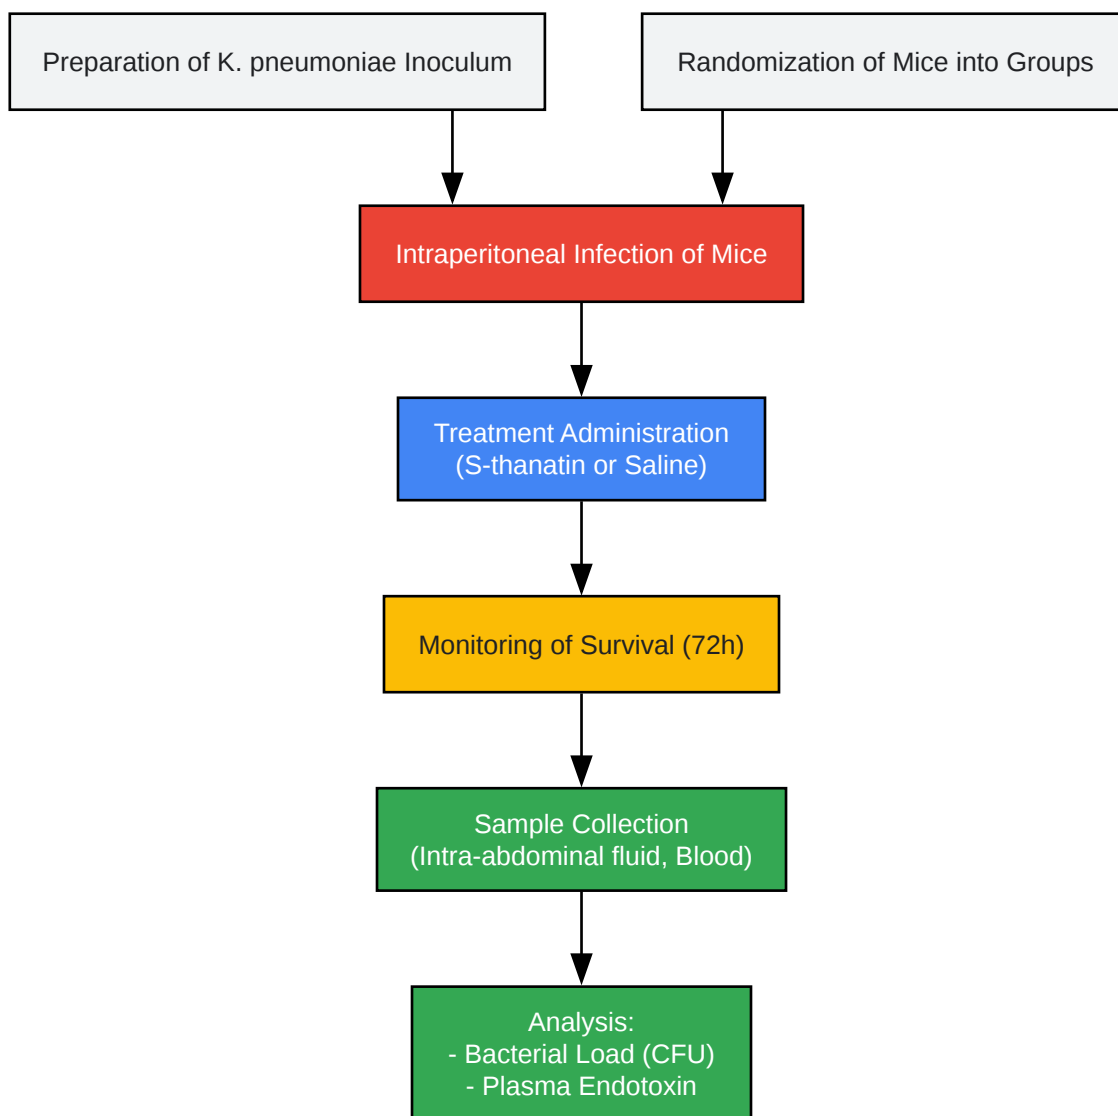 Preparation of K. pneumoniae Inoculum
Randomization of Mice into Groups
Intraperitoneal Infection of Mice
Treatment Administration
(S-thanatin or Saline)
Monitoring of Survival (72h)
Sample Collection
(Intra-abdominal fluid, Blood)
Analysis:
- Bacterial Load (CFU)
- Plasma Endotoxin